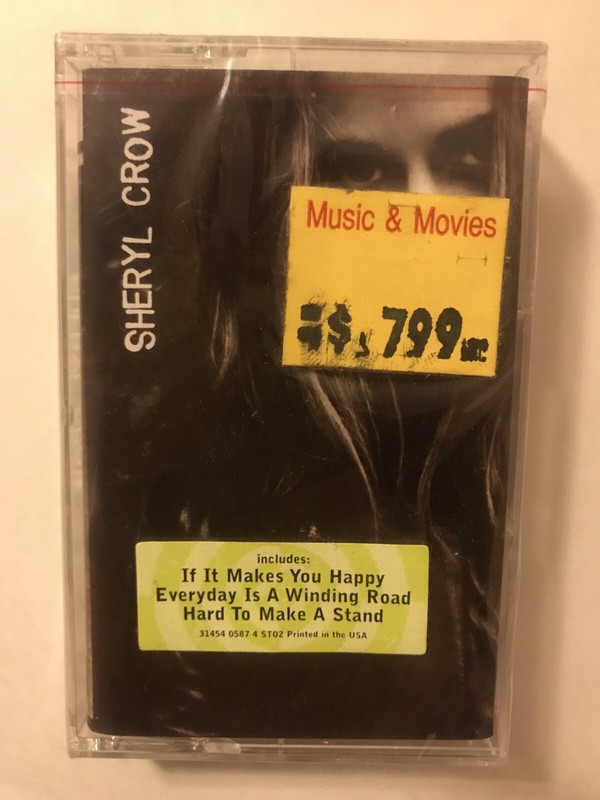 SHERYL CROW
Music & Movies
$ 799
includes:
If It Makes You Happy
Everyday Is A Winding Road
Hard To Make A Stand
31454 0587 4 ST02 Printed in the USA